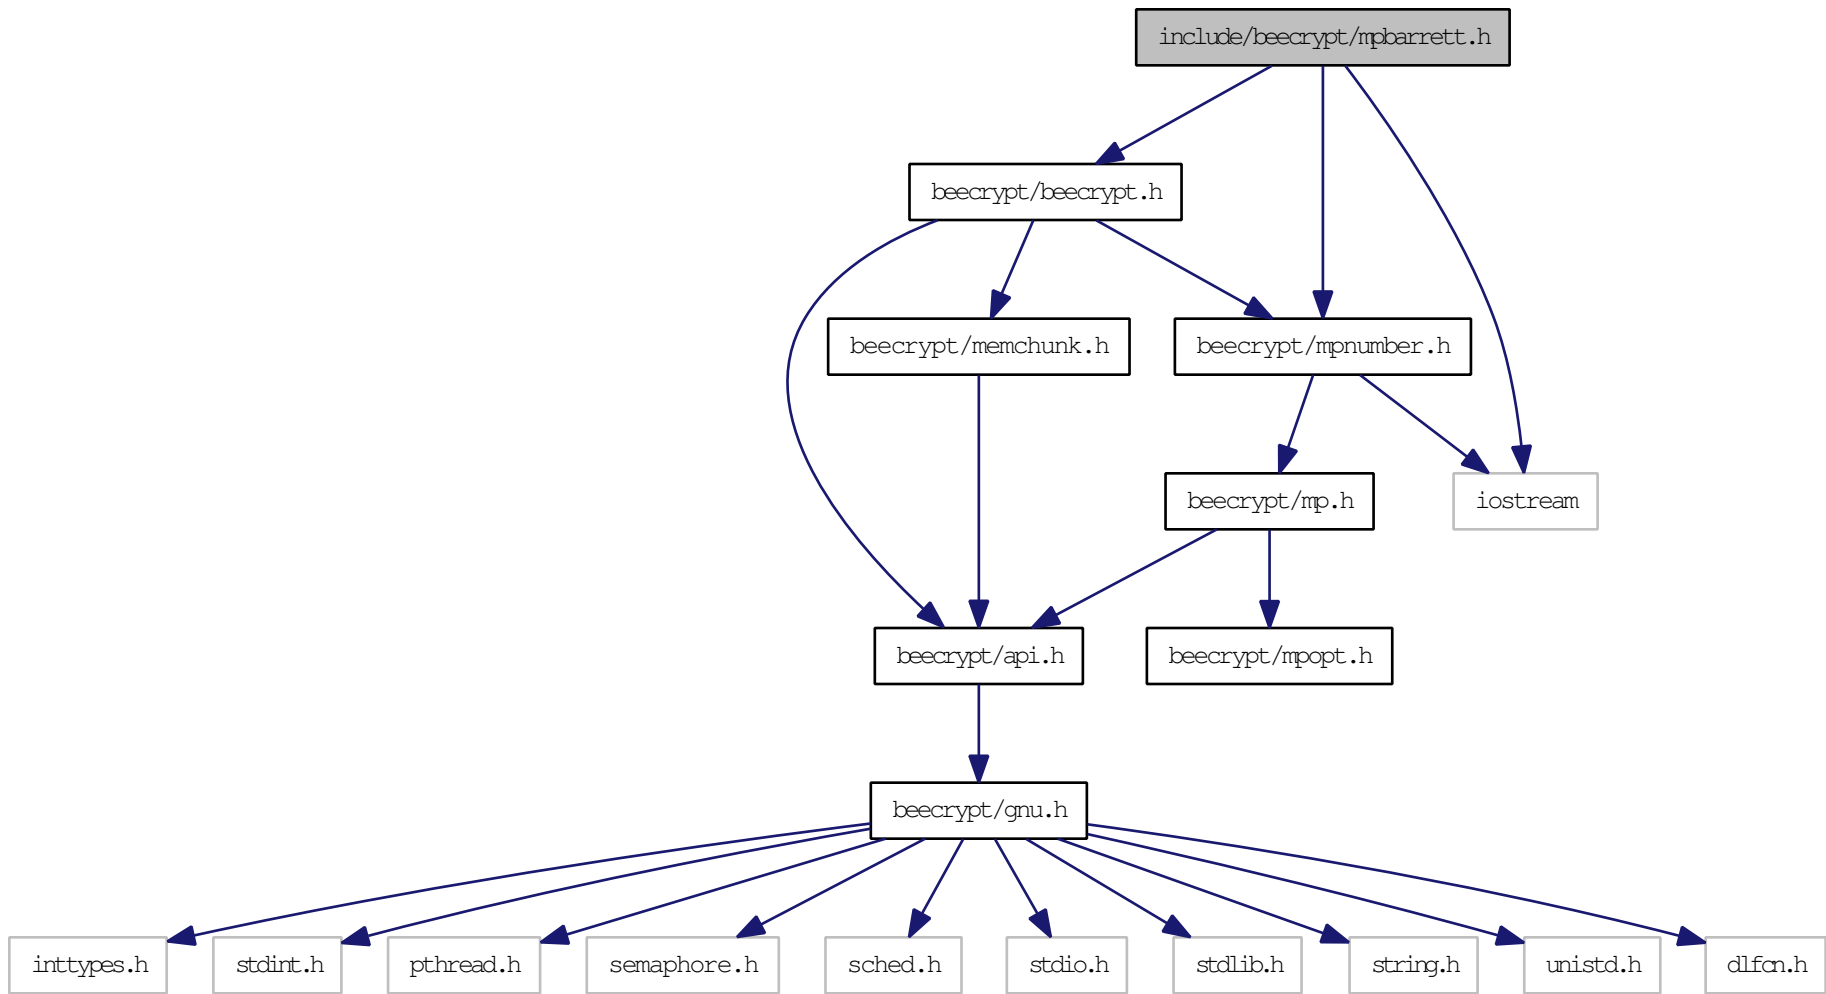 include/beecrypt/mpbarrett.h
beecrypt/beecrypt.h
beecrypt/memchunk.h
beecrypt/mpnumber.h
beecrypt/mp.h
iostream
beecrypt/api.h
beecrypt/mpopt.h
beecrypt/gnu.h
inttypes.h
stdint.h
pthread.h
semaphore.h
sched.h
stdio.h
stdlib.h
string.h
unistd.h
dlfcn.h